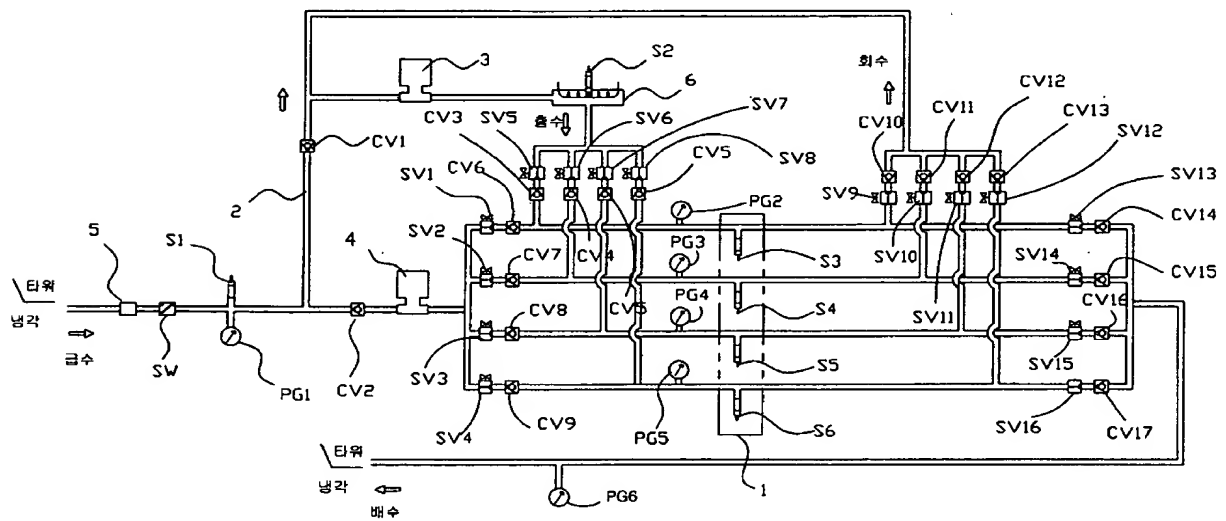 3
S2
회수
6
CV12
SV7
CV11
CV3
SV5
출수
SV6
CV10
CV13
CV1
CV6
CV5
SV8
SV12
SV1
SV13
2
SV9
PG2
CV14
5
S1
4
SV2
PG3
SV10
SV14
CV7
CV4
S3
CV15
타워
냉각
급수
CV8
CV5
PG4
SV11
CV16
S4
SW
PG1
CV2
SV3
S5
SV15
SV4
CV9
PG5
S6
SV16
CV17
타워
냉각
배수
PG6
1